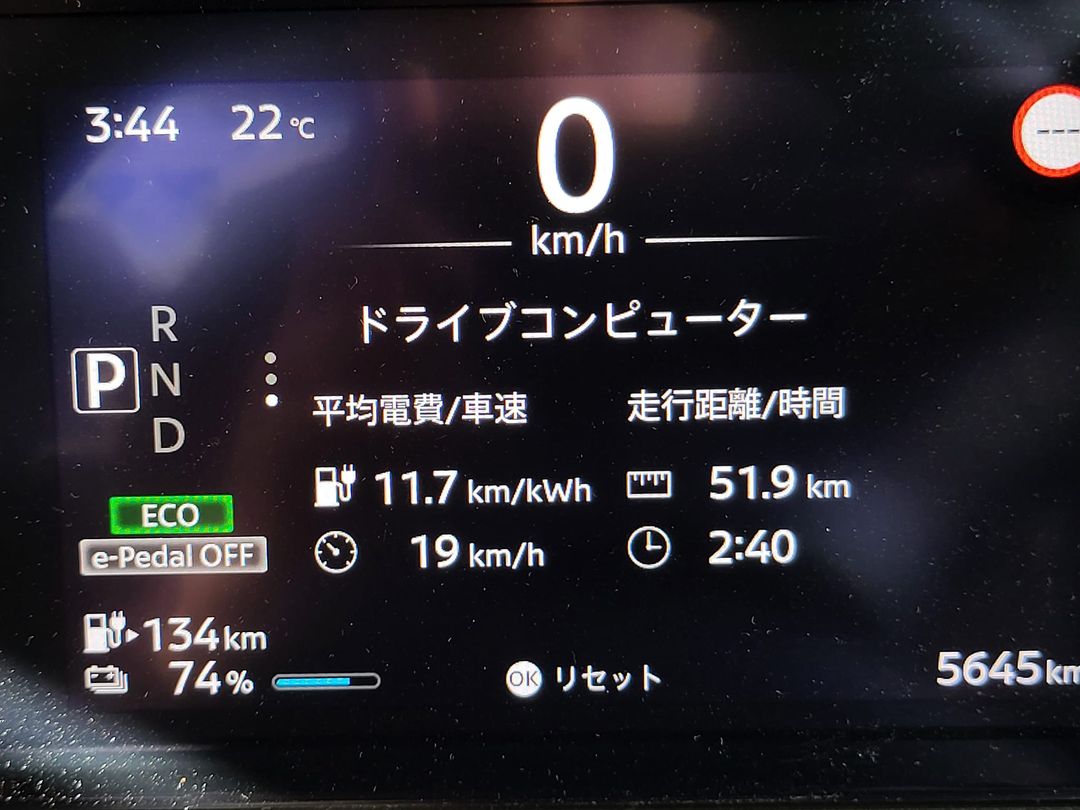 3:44 22℃
0
km/h
---
ドライブコンピューター
R
P N
D
平均電費/車速 走行距離/時間
11.7 km/kWh 51.9 km
19 km/h 2:40
ECO
e-Pedal OFF
134 km
74%
OK リセット
5645km